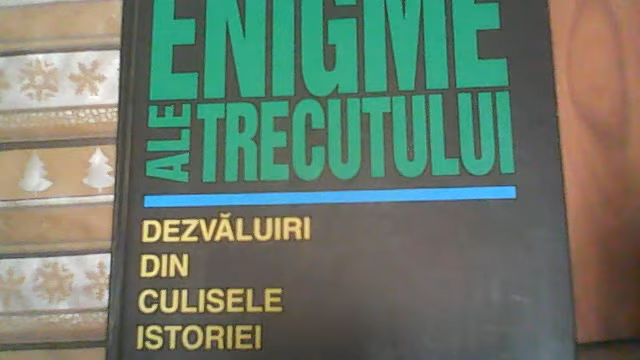 ENIGME
ALE TRECUTULUI
DEZVĂLUIRI
DIN
CULISELE
ISTORIEI